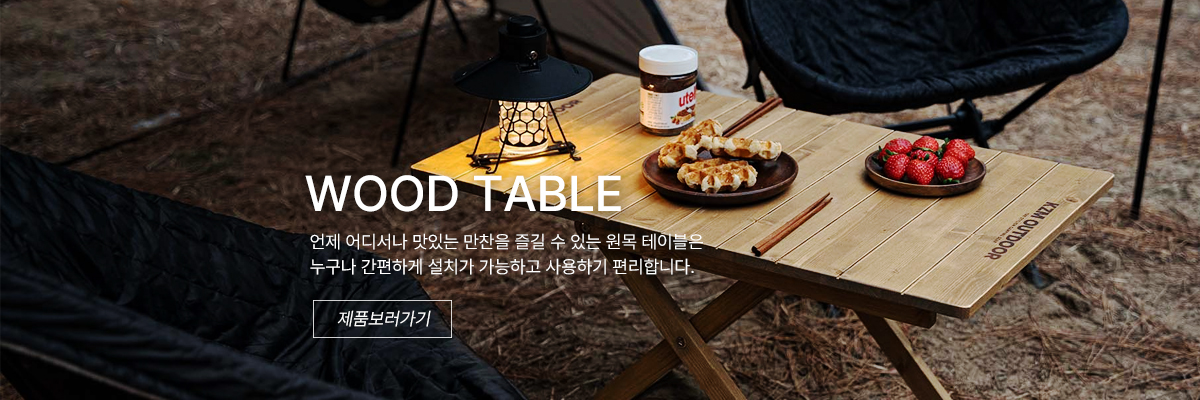 WOOD TABLE
언제 어디서나 맛있는 만찬을 즐길 수 있는 원목 테이블은
누구나 간편하게 설치가 가능하고 사용하기 편리합니다.
제품보러가기
KZM OUTDOOR